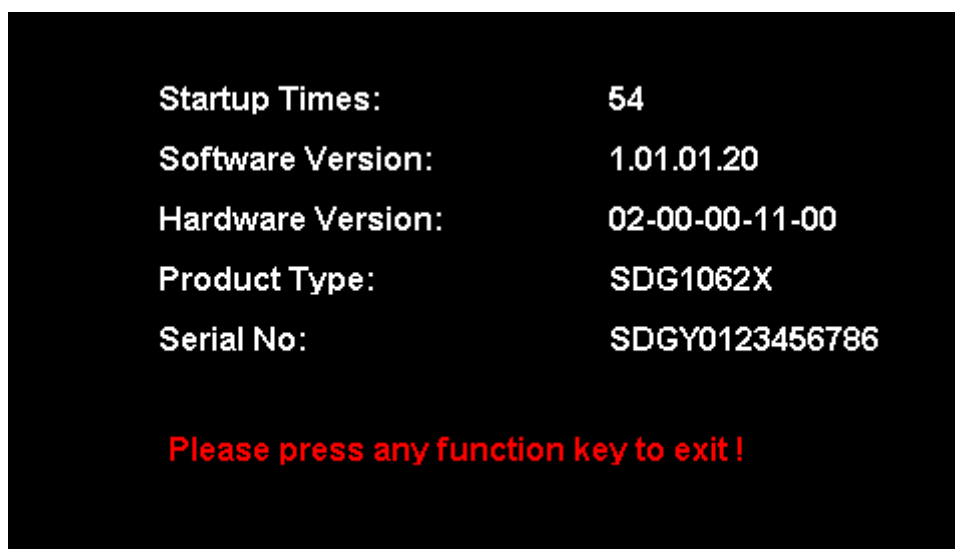 Startup Times: 54
Software Version: 1.01.01.20
Hardware Version: 02-00-00-11-00
Product Type: SDG1062X
Serial No: SDGY0123456786
Please press any function key to exit !